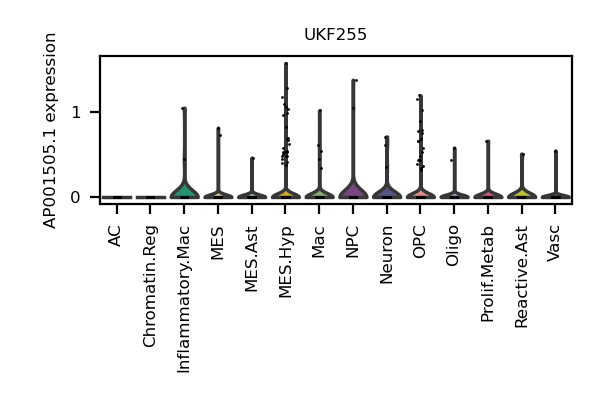 UKF255
AP001505.1 expression
1
0
AC
Chromatin.Reg
Inflammatory.Mac
MES
MES.Ast
MES.Hyp
Mac
NPC
Neuron
OPC
Oligo
Prolif.Metab
Reactive.Ast
Vasc